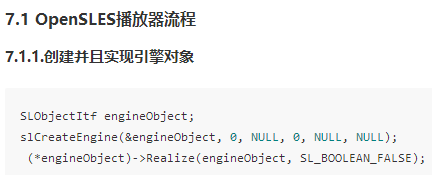 7.1 OpenSLES播放器流程
7.1.1.创建并且实现引擎对象
SLObjectItf engineObject;
slCreateEngine(&engineObject, 0, NULL, 0, NULL, NULL);
(*engineObject)->Realize(engineObject, SL_BOOLEAN_FALSE);